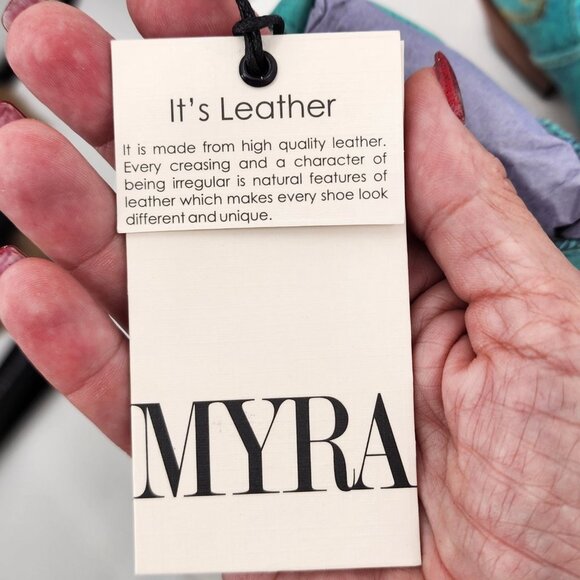 It's Leather
It is made from high quality leather.
Every creasing and a character of
being irregular is natural features of
leather which makes every shoe look
different and unique.
MYRA